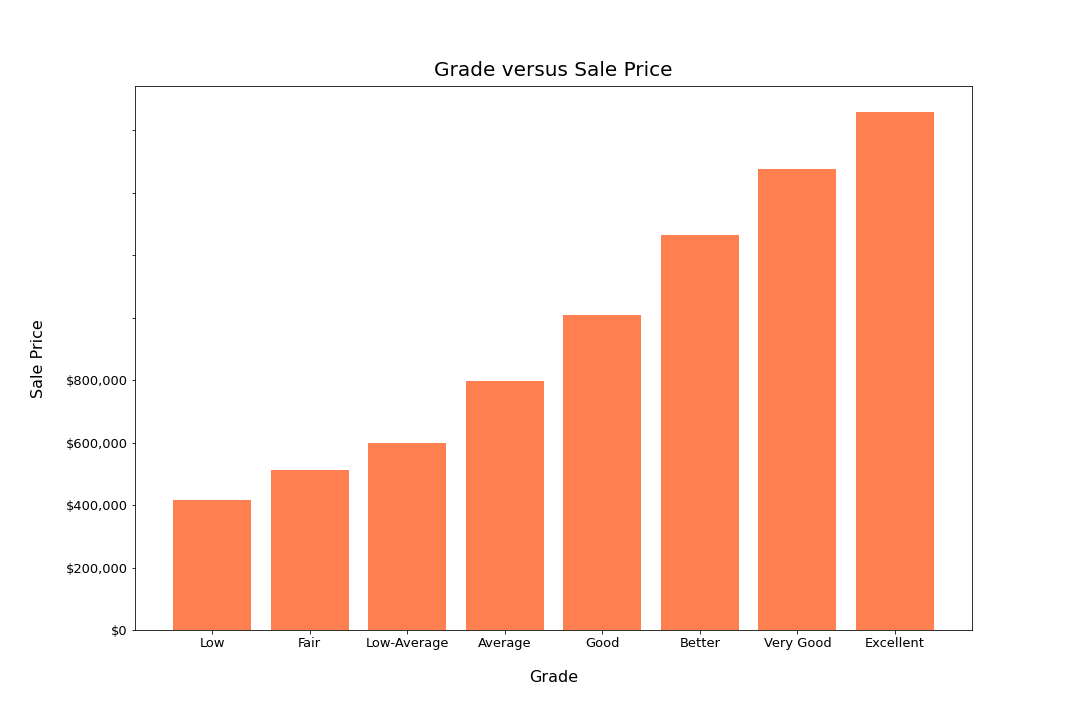 Grade versus Sale Price
Sale Price
$800,000
$600,000
$400,000
$200,000
$0
Low Fair Low-Average Average Good Better Very Good Excellent
Grade